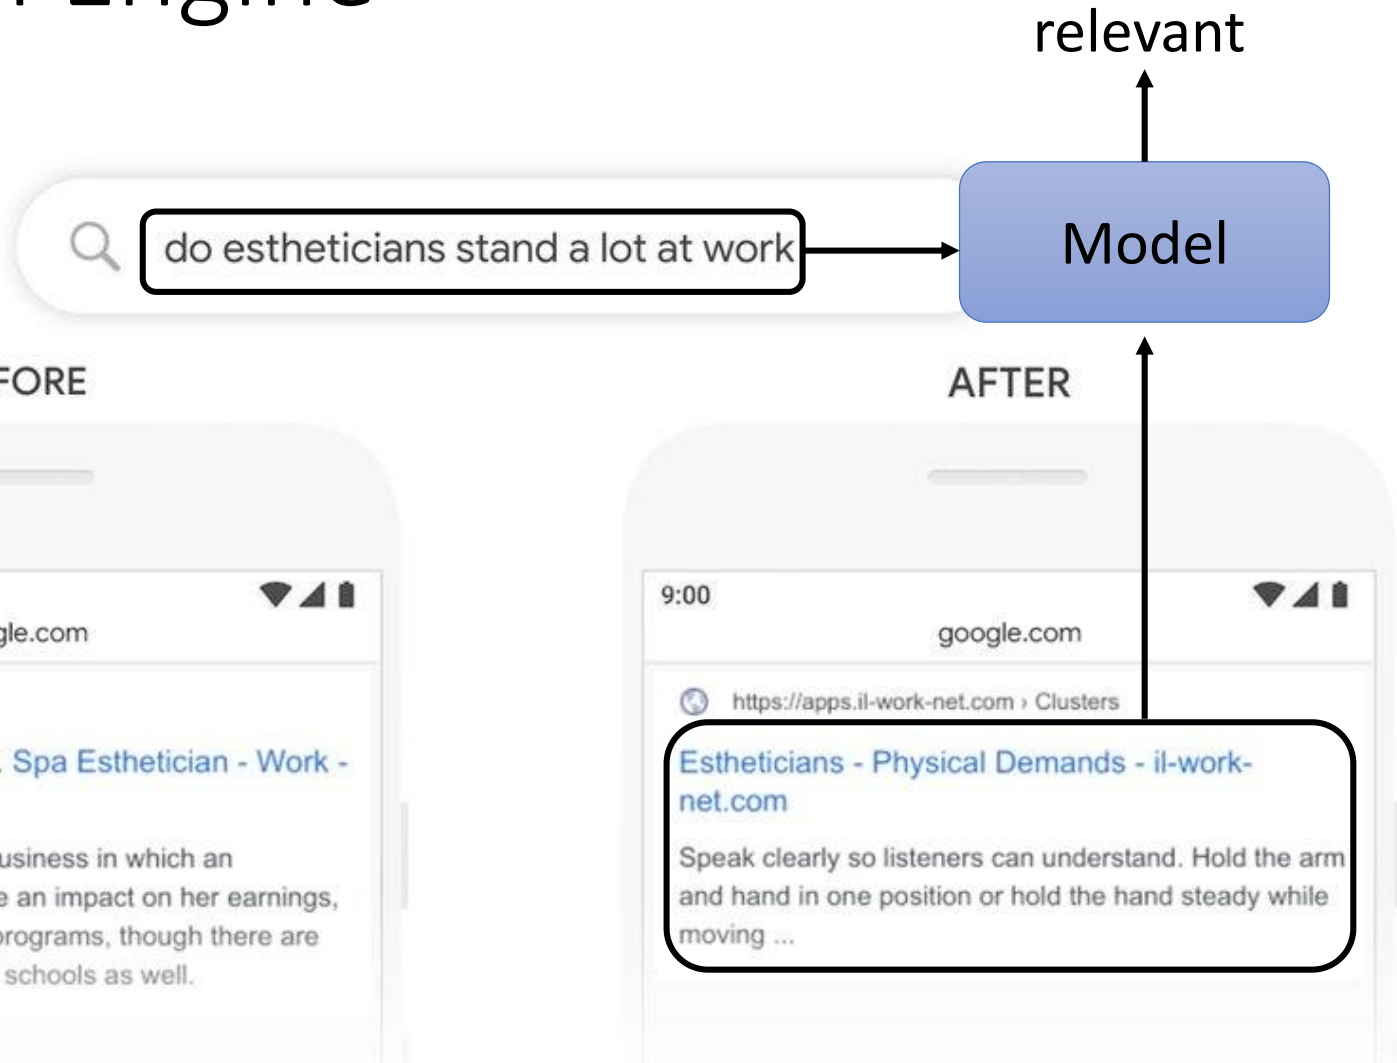 Engine
relevant
do estheticians stand a lot at work
Model
FORE
AFTER
gle.com
Spa Esthetician - Work -
usiness in which an
e an impact on her earnings,
programs, though there are
schools as well.
9:00
google.com
https://apps.il-work-net.com › Clusters
Estheticians - Physical Demands - il-work-
net.com
Speak clearly so listeners can understand. Hold the arm
and hand in one position or hold the hand steady while
moving ...